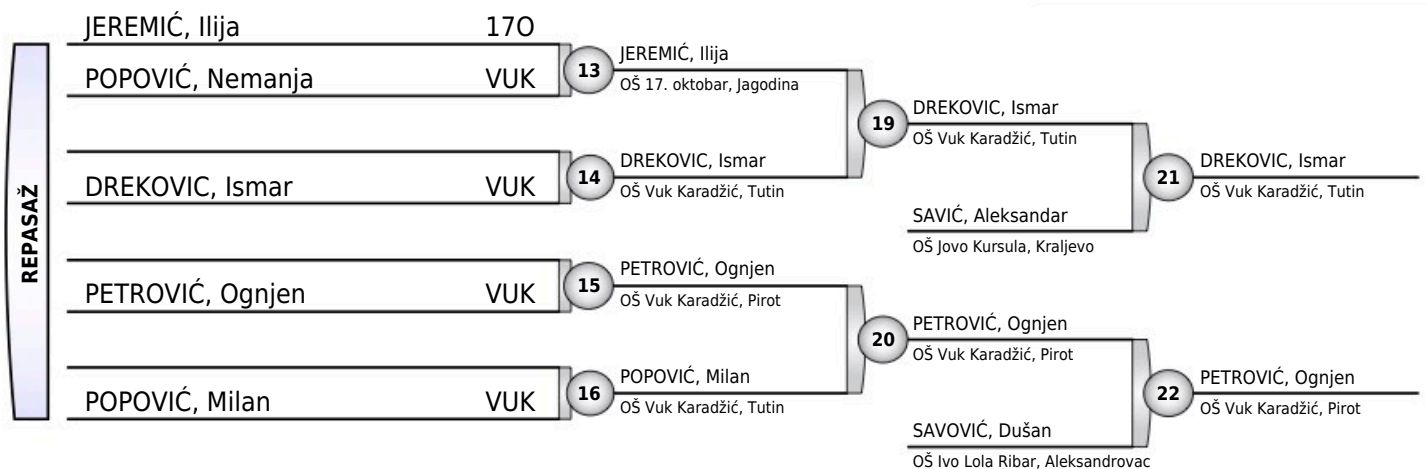 REPASAŽ
JEREMIĆ, Ilija 17O
POPOVIĆ, Nemanja VUK
DREKOVIC, Ismar VUK
PETROVIĆ, Ognjen VUK
POPOVIĆ, Milan VUK
13
JEREMIĆ, Ilija
OŠ 17. oktobar, Jagodina
14
DREKOVIC, Ismar
OŠ Vuk Karadžić, Tutin
15
PETROVIĆ, Ognjen
OŠ Vuk Karadžić, Pirot
16
POPOVIĆ, Milan
OŠ Vuk Karadžić, Tutin
19
DREKOVIC, Ismar
OŠ Vuk Karadžić, Tutin
SAVIĆ, Aleksandar
OŠ Jovo Kursula, Kraljevo
20
PETROVIĆ, Ognjen
OŠ Vuk Karadžić, Pirot
SAVOVIĆ, Dušan
OŠ Ivo Lola Ribar, Aleksandrovac
21
DREKOVIC, Ismar
OŠ Vuk Karadžić, Tutin
22
PETROVIĆ, Ognjen
OŠ Vuk Karadžić, Pirot